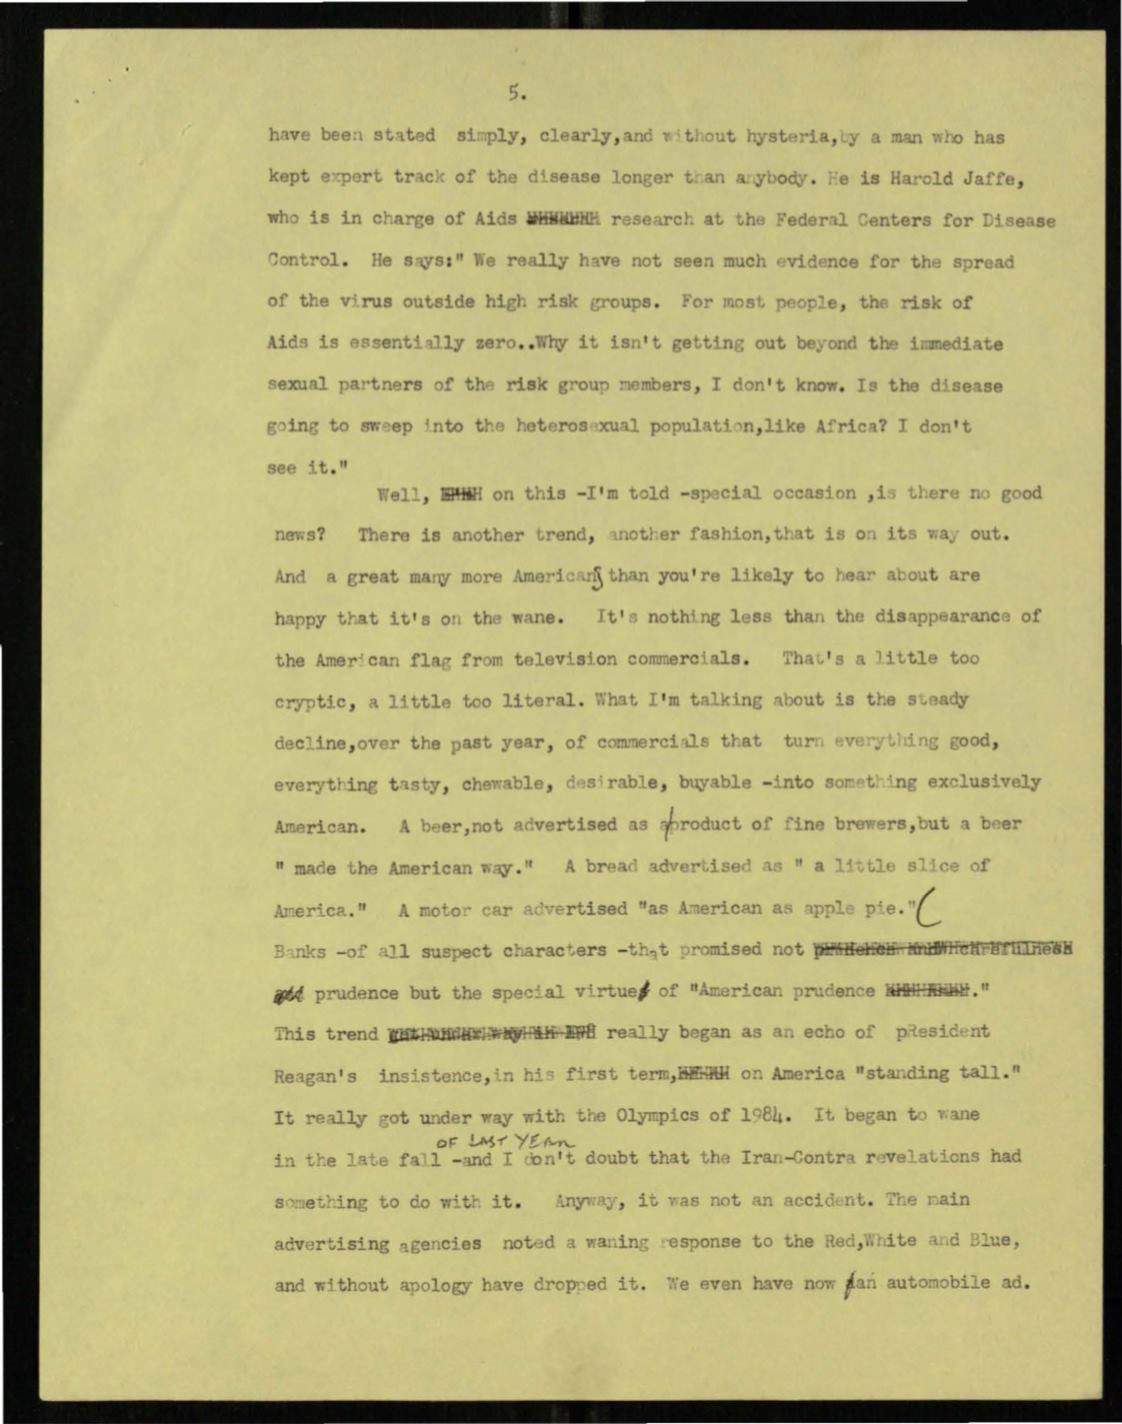 5.
have been stated simply, clearly,and without hysteria,by a man who has
kept expert track of the disease longer than anybody. He is Harold Jaffe,
who is in charge of Aids research at the Federal Centers for Disease
Control. He says:" We really have not seen much evidence for the spread
of the virus outside high risk groups. For most people, the risk of
Aids is essentially zero..Why it isn't getting out beyond the immediate
sexual partners of the risk group members, I don't know. Is the disease
going to sweep into the heterosexual population,like Africa? I don't
see it."
Well, on this -I'm told -special occasion ,is there no good
news? There is another trend, another fashion,that is on its way out.
And a great many more Americans than you're likely to hear about are
happy that it's on the wane. It's nothing less than the disappearance of
the American flag from television commercials. That's a little too
cryptic, a little too literal. What I'm talking about is the steady
decline,over the past year, of commercials that turn everything good,
everything tasty, chewable, desirable, buyable -into something exclusively
American. A beer,not advertised as a product of fine brewers,but a beer
" made the American way." A bread advertised as " a little slice of
America." A motor car advertised "as American as apple pie."(
Banks -of all suspect characters -that promised not
prudence but the special virtue of "American prudence ."
This trend really began as an echo of pResident
Reagan's insistence,in his first term, on America "standing tall."
It really got under way with the Olympics of 1984. It began to wane
OF LAST YEAR
in the late fall -and I don't doubt that the Iran-Contra revelations had
something to do with it. Anyway, it was not an accident. The main
advertising agencies noted a waning response to the Red,White and Blue,
and without apology have dropped it. We even have now an automobile ad.